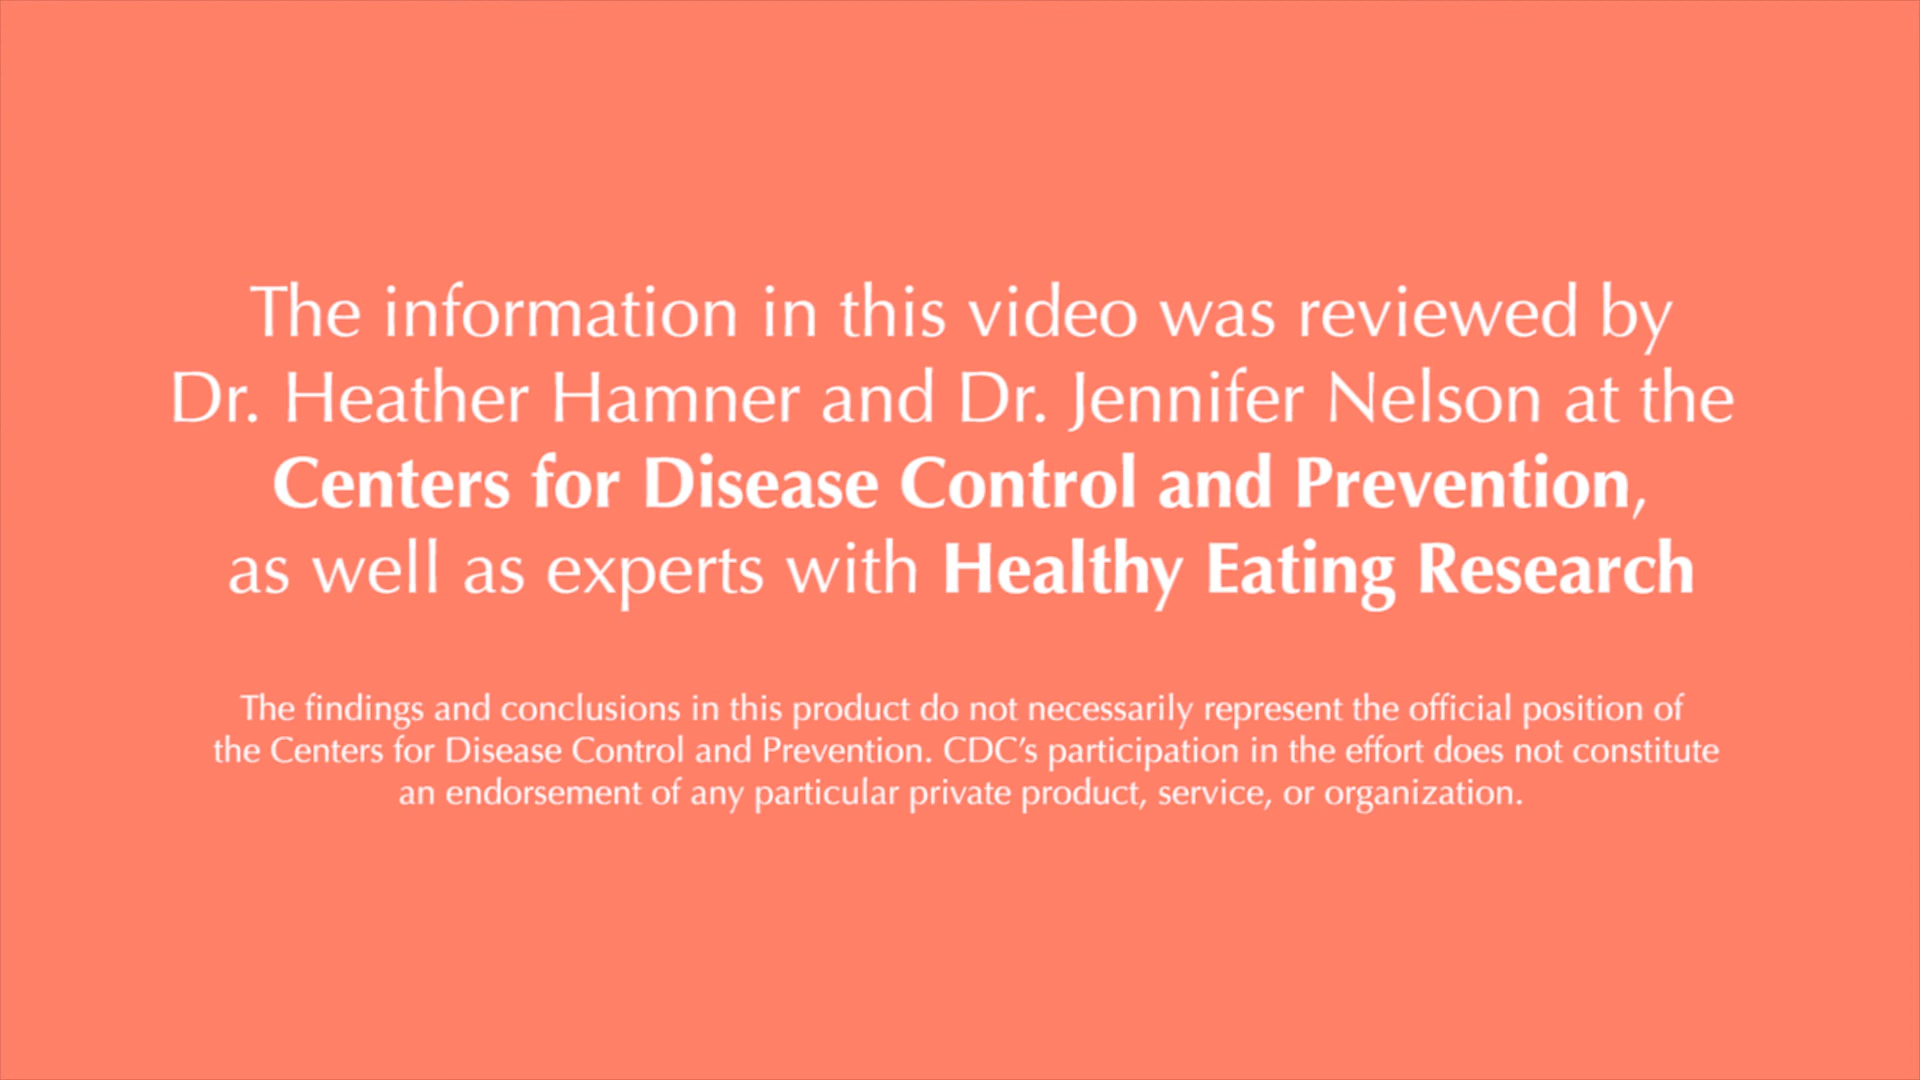 The information in this video was reviewed by
Dr. Heather Hamner and Dr. Jennifer Nelson at the
Centers for Disease Control and Prevention,
as well as experts with Healthy Eating Research
The findings and conclusions in this product do not necessarily represent the official position of
the Centers for Disease Control and Prevention. CDC’s participation in the effort does not constitute
an endorsement of any particular private product, service, or organization.